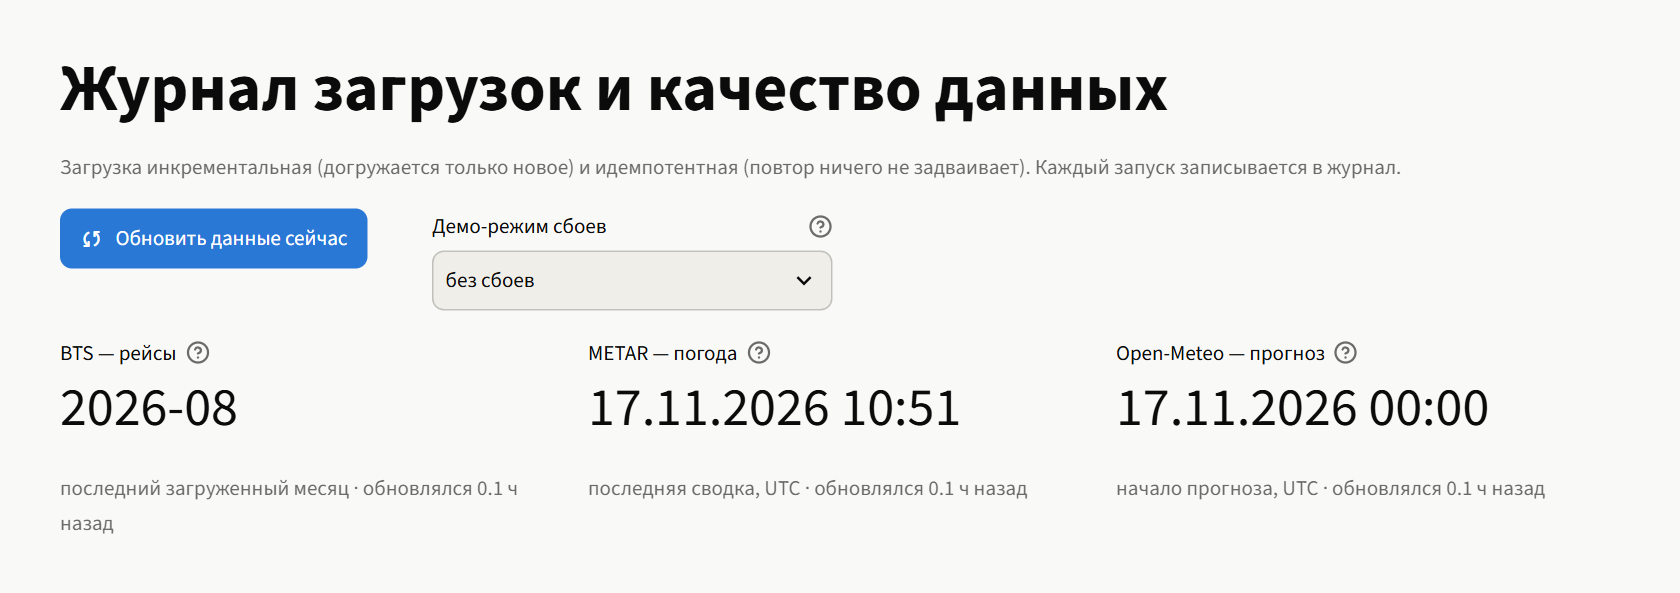 Журнал загрузок и качество данных
Загрузка инкрементальная (догружается только новое) и идемпотентная (повтор ничего не задваивает). Каждый запуск записывается в журнал.
Обновить данные сейчас
Демо-режим сбоев
без сбоев
BTS — рейсы
2026-08
последний загруженный месяц · обновлялся 0.1 ч
назад
METAR — погода
17.11.2026 10:51
последняя сводка, UTC · обновлялся 0.1 ч назад
Open-Meteo — прогноз
17.11.2026 00:00
начало прогноза, UTC · обновлялся 0.1 ч назад